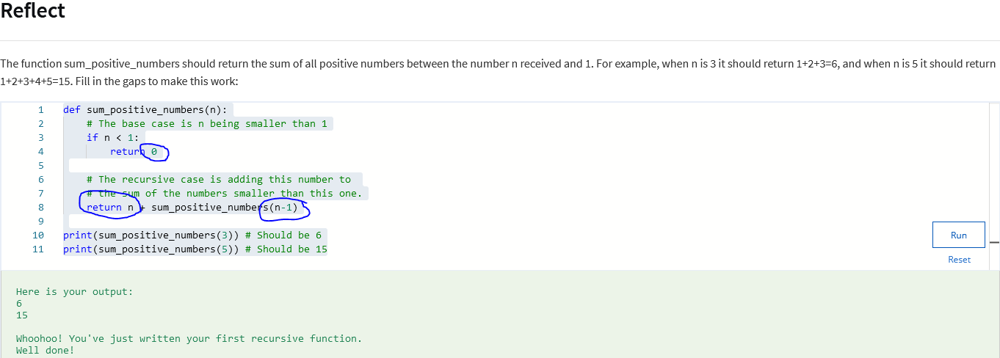 Reflect
The function sum_positive_numbers should return the sum of all positive numbers between the number n received and 1. For example, when n is 3 it should return 1+2+3=6, and when n is 5 it should return
1+2+3+4+5=15. Fill in the gaps to make this work:
1 def sum_positive_numbers(n):
2     # The base case is n being smaller than 1
3     if n < 1:
4         return 0
5
6     # The recursive case is adding this number to
7     # the sum of the numbers smaller than this one.
8     return n + sum_positive_numbers(n-1)
9
10 print(sum_positive_numbers(3)) # Should be 6
11 print(sum_positive_numbers(5)) # Should be 15
Run
Reset
Here is your output:
6
15
Whoohoo! You've just written your first recursive function.
Well done!